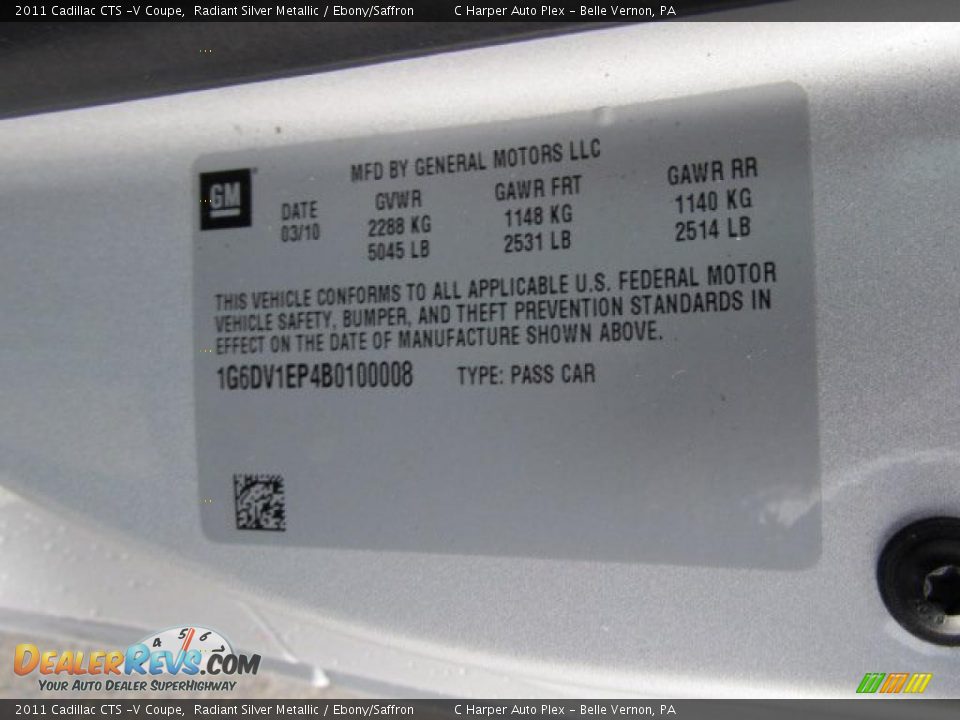 2011 Cadillac CTS -V Coupe, Radiant Silver Metallic / Ebony/Saffron C Harper Auto Plex - Belle Vernon, PA
GM
MFD BY GENERAL MOTORS LLC
DATE GVWR GAWR FRT GAWR RR
03/10 2288 KG 1148 KG 1140 KG
5045 LB 2531 LB 2514 LB
THIS VEHICLE CONFORMS TO ALL APPLICABLE U.S. FEDERAL MOTOR
VEHICLE SAFETY, BUMPER, AND THEFT PREVENTION STANDARDS IN
EFFECT ON THE DATE OF MANUFACTURE SHOWN ABOVE.
1G6DV1EP4B0100008 TYPE: PASS CAR
4 5 6 7
DEALERREVS.COM
YOUR AUTO DEALER SUPERHIGHWAY
2011 Cadillac CTS -V Coupe, Radiant Silver Metallic / Ebony/Saffron C Harper Auto Plex - Belle Vernon, PA